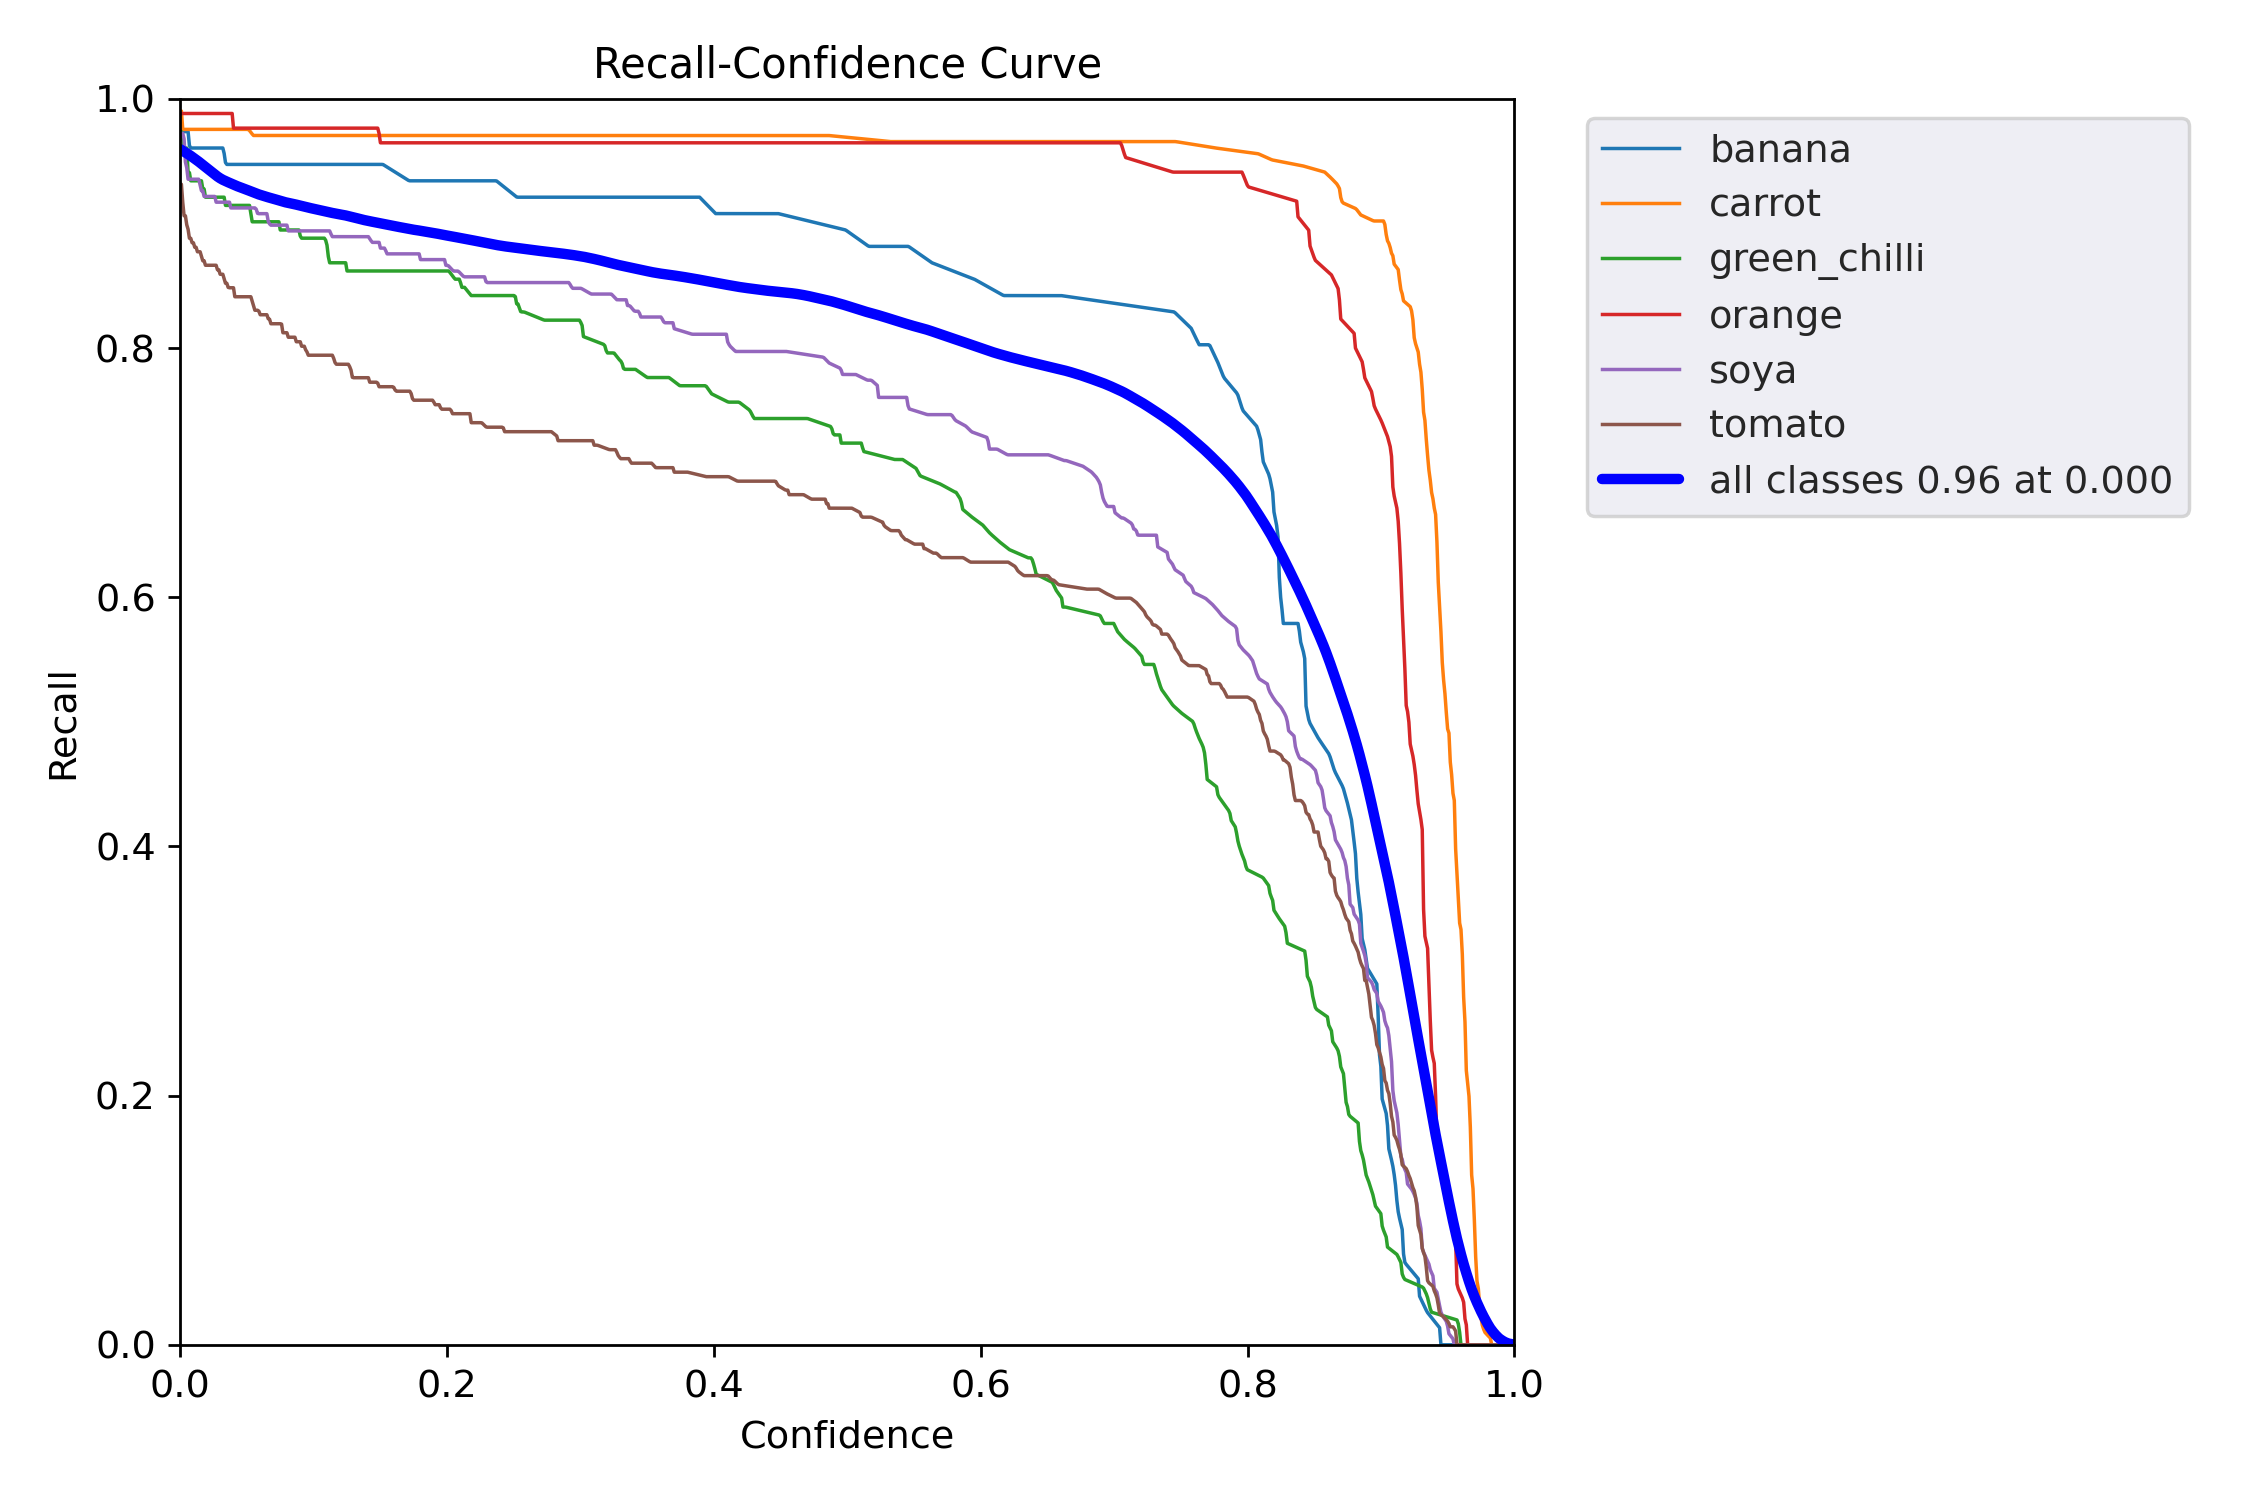 Recall-Confidence Curve
1.0
0.8
0.6
0.4
0.2
0.0
Recall
0.0 0.2 0.4 0.6 0.8 1.0
Confidence
banana
carrot
green_chilli
orange
soya
tomato
all classes 0.96 at 0.000